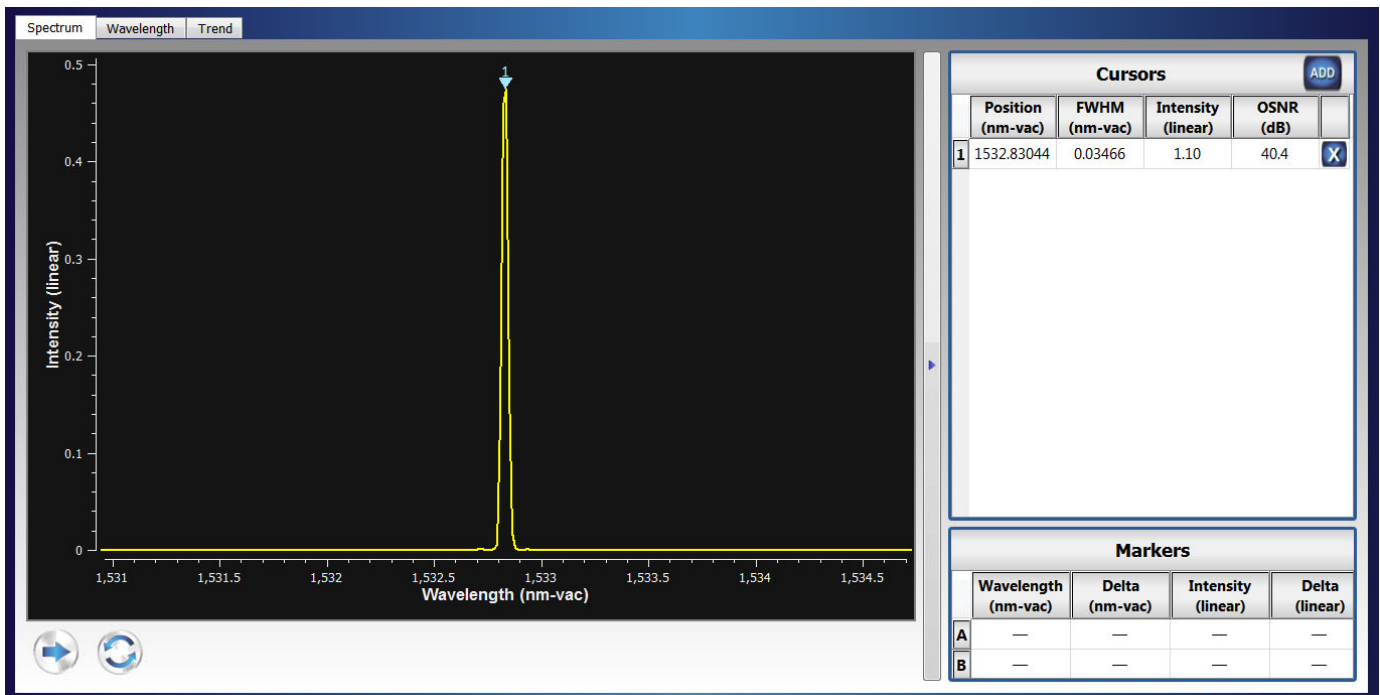 Spectrum Wavelength Trend
0.5
0.4
0.3
0.2
0.1
0
Intensity (linear)
1
1,531 1,531.5 1,532 1,532.5 1,533 1,533.5 1,534 1,534.5
Wavelength (nm-vac)
Cursors ADD
Position FWHM Intensity OSNR
(nm-vac) (nm-vac) (linear) (dB)
1 1532.83044 0.03466 1.10 40.4 X
Markers
Wavelength Delta Intensity Delta
(nm-vac) (nm-vac) (linear) (linear)
A — — — —
B — — — —